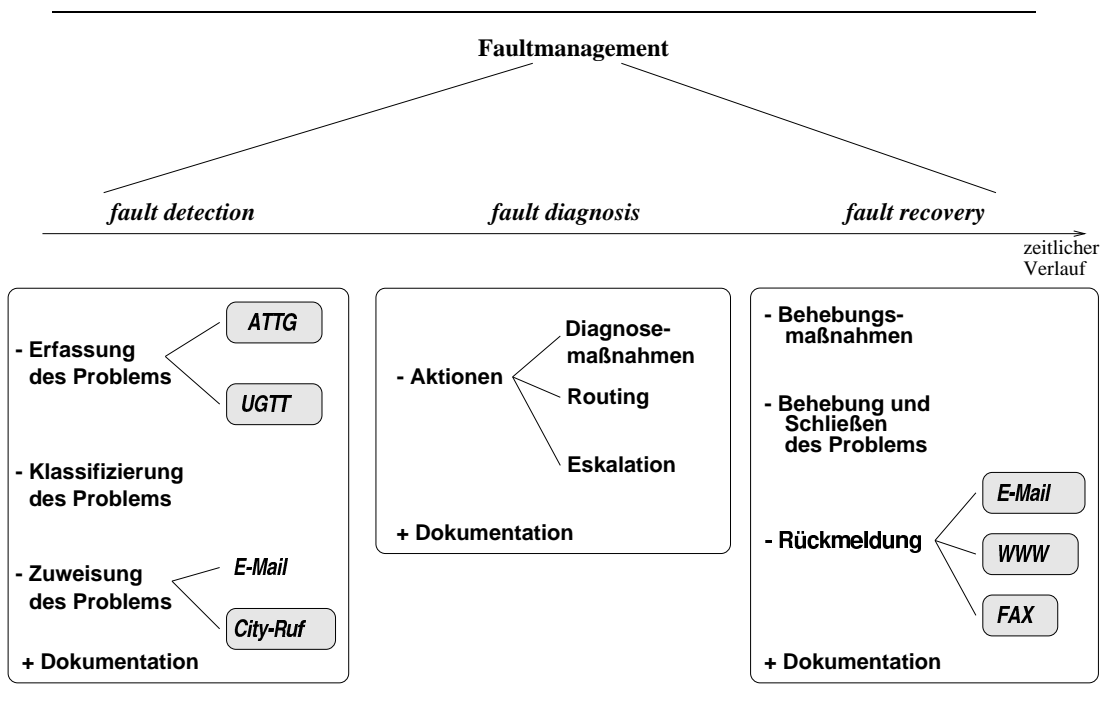 Faultmanagement
fault detection
fault diagnosis
fault recovery
zeitlicher
Verlauf
- Erfassung
des Problems
ATTG
UGTT
- Klassifizierung
des Problems
- Zuweisung
des Problems
E-Mail
City-Ruf
+ Dokumentation
- Aktionen
Diagnose-
maßnahmen
Routing
Eskalation
+ Dokumentation
- Behebungs-
maßnahmen
- Behebung und
Schließen
des Problems
- Rückmeldung
E-Mail
WWW
FAX
+ Dokumentation